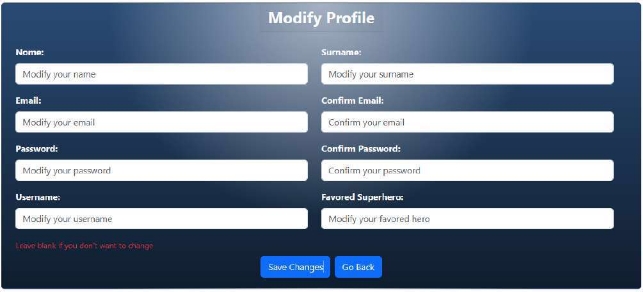 Modify Profile
Nome: Surname:
Modify your name Modify your surname
Email: Confirm Email:
Modify your email Confirm your email
Password: Confirm Password:
Modify your password Confirm your password
Username: Favored Superhero:
Modify your username Modify your favored hero
Leave blank if you don't want to change
Save Changes Go Back